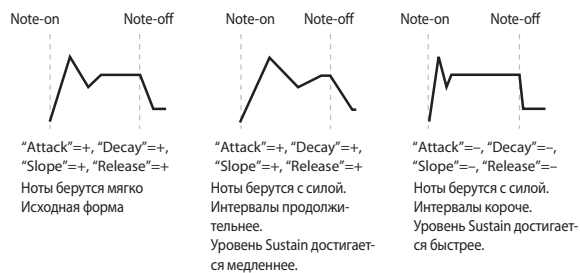 Note-on Note-off
Note-on Note-off
Note-on Note-off
“Attack”=+, “Decay”=+,
“Slope”=+, “Release”=+
Ноты берутся мягко
Исходная форма
“Attack”=+, “Decay”=+,
“Slope”=+, “Release”=+
Ноты берутся с силой.
Интервалы продолжи-
тельнее.
Уровень Sustain достигает-
ся медленнее.
“Attack”=–, “Decay”=–,
“Slope”=–, “Release”=–
Ноты берутся с силой.
Интервалы короче.
Уровень Sustain достигает-
ся быстрее.